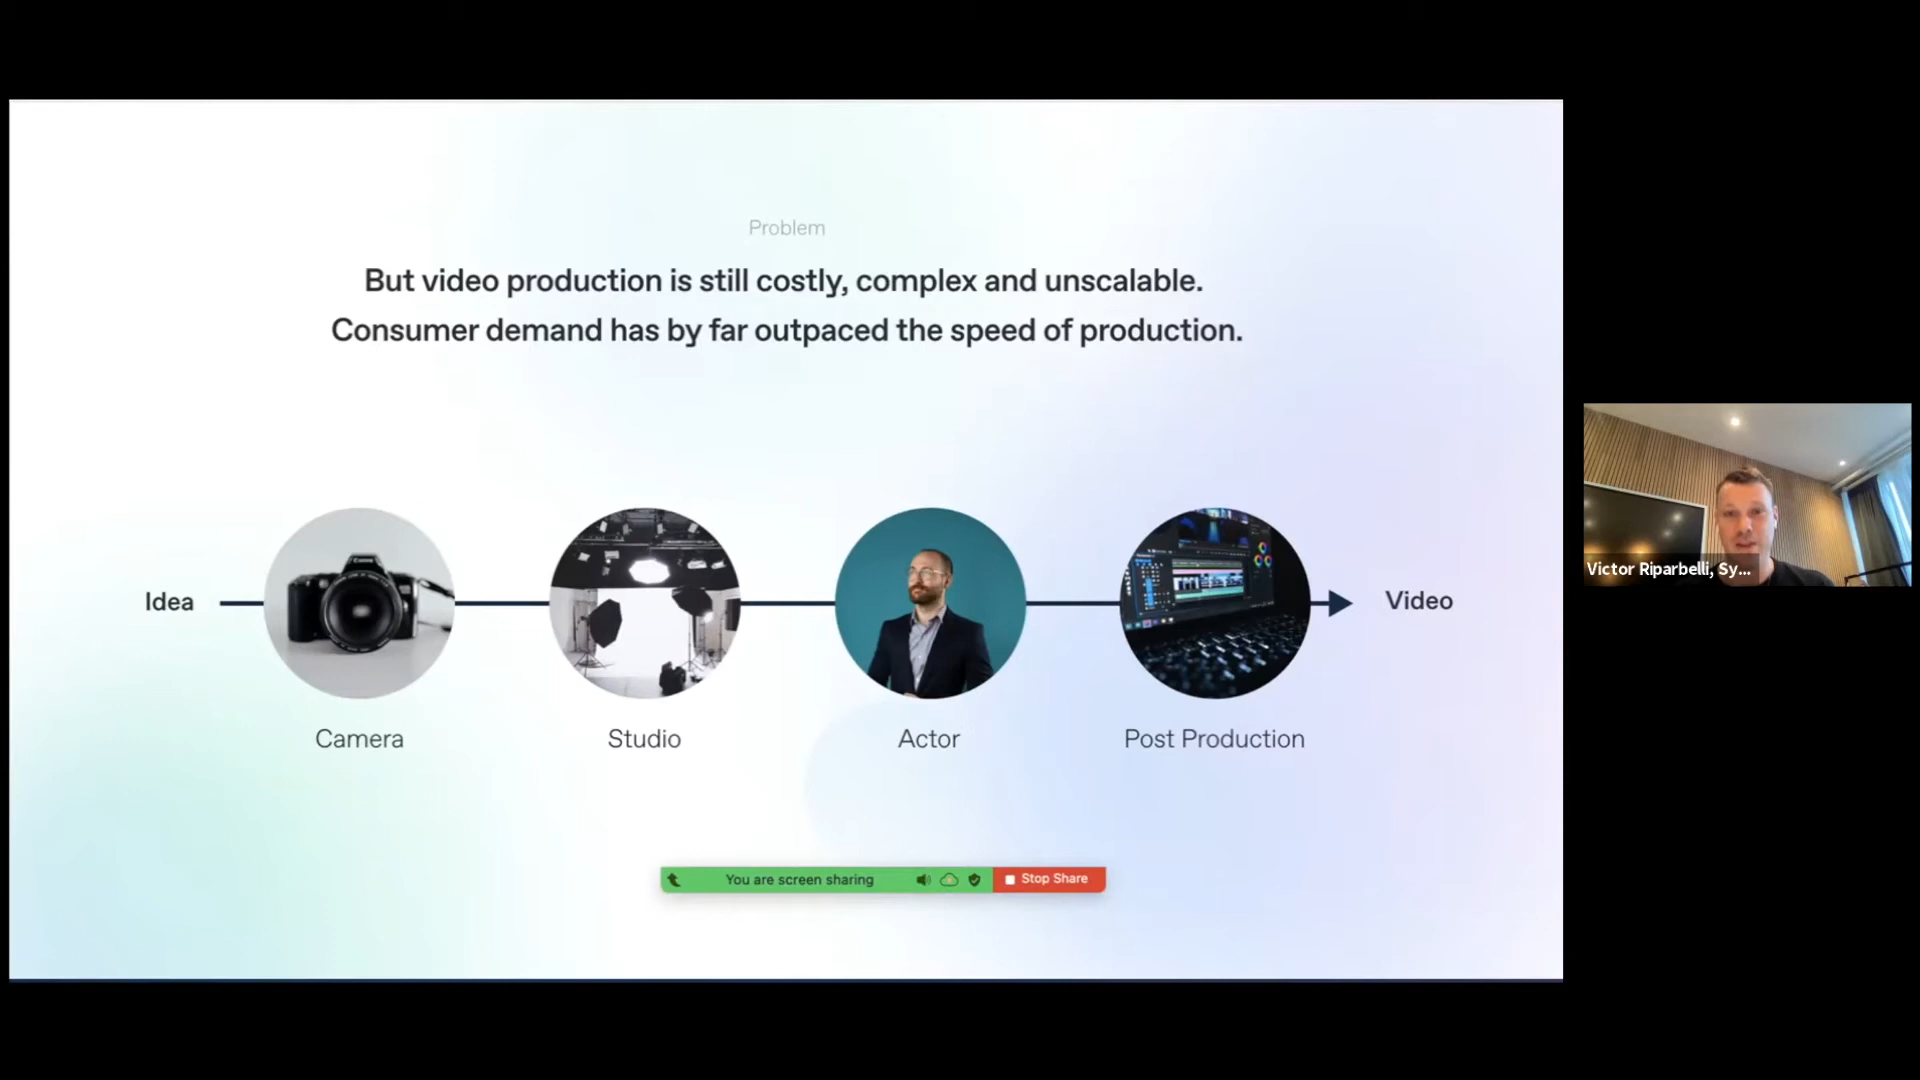 Problem
But video production is still costly, complex and unscalable.
Consumer demand has by far outpaced the speed of production.
Idea
Video
Camera
Studio
Actor
Post Production
You are screen sharing
Stop Share
Victor Riparbelli, Sy...